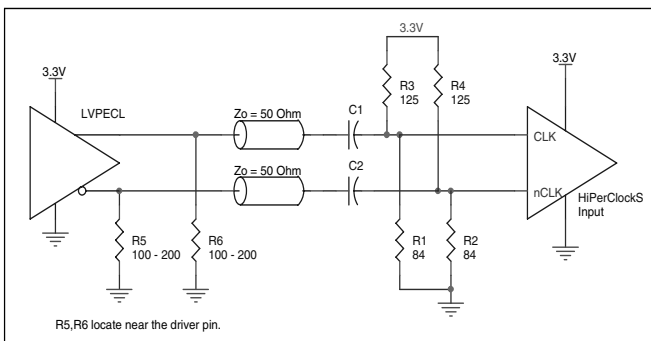 3.3V
3.3V
3.3V
LVPECL
R3
125
R4
125
Zo = 50 Ohm
C1
CLK
Zo = 50 Ohm
C2
nCLK
HiPerClockS
Input
R5
100 - 200
R6
100 - 200
R1
84
R2
84
R5,R6 locate near the driver pin.